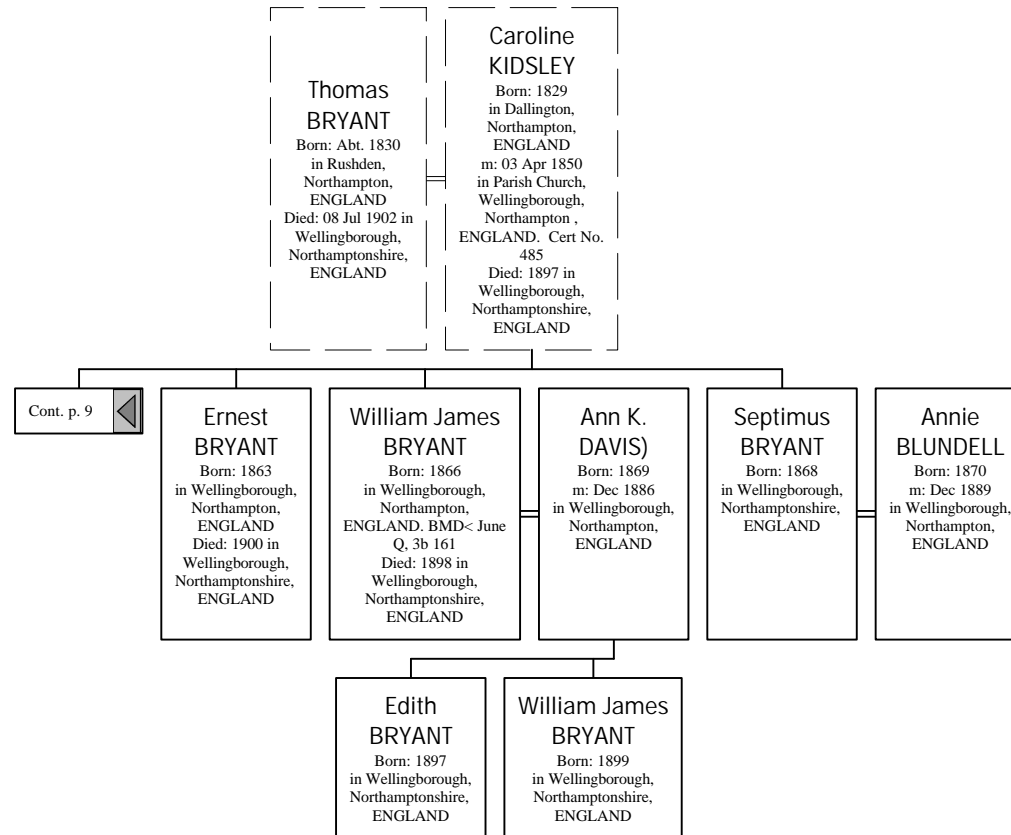 Thomas
BRYANT
Born: Abt. 1830
in Rushden,
Northampton,
ENGLAND
Died: 08 Jul 1902 in
Wellingborough,
Northamptonshire,
ENGLAND
Caroline
KIDSLEY
Born: 1829
in Dallington,
Northampton,
ENGLAND
m: 03 Apr 1850
in Parish Church,
Wellingborough,
Northampton ,
ENGLAND. Cert No.
485
Died: 1897 in
Wellingborough,
Northamptonshire,
ENGLAND
Cont. p. 9
Ernest
BRYANT
Born: 1863
in Wellingborough,
Northampton,
ENGLAND
Died: 1900 in
Wellingborough,
Northamptonshire,
ENGLAND
William James
BRYANT
Born: 1866
in Wellingborough,
Northampton,
ENGLAND. BMD< June
Q, 3b 161
Died: 1898 in
Wellingborough,
Northamptonshire,
ENGLAND
Ann K.
DAVIS)
Born: 1869
m: Dec 1886
in Wellingborough,
Northampton,
ENGLAND
Septimus
BRYANT
Born: 1868
in Wellingborough,
Northamptonshire,
ENGLAND
Annie
BLUNDELL
Born: 1870
m: Dec 1889
in Wellingborough,
Northampton,
ENGLAND
Edith
BRYANT
Born: 1897
in Wellingborough,
Northamptonshire,
ENGLAND
William James
BRYANT
Born: 1899
in Wellingborough,
Northamptonshire,
ENGLAND